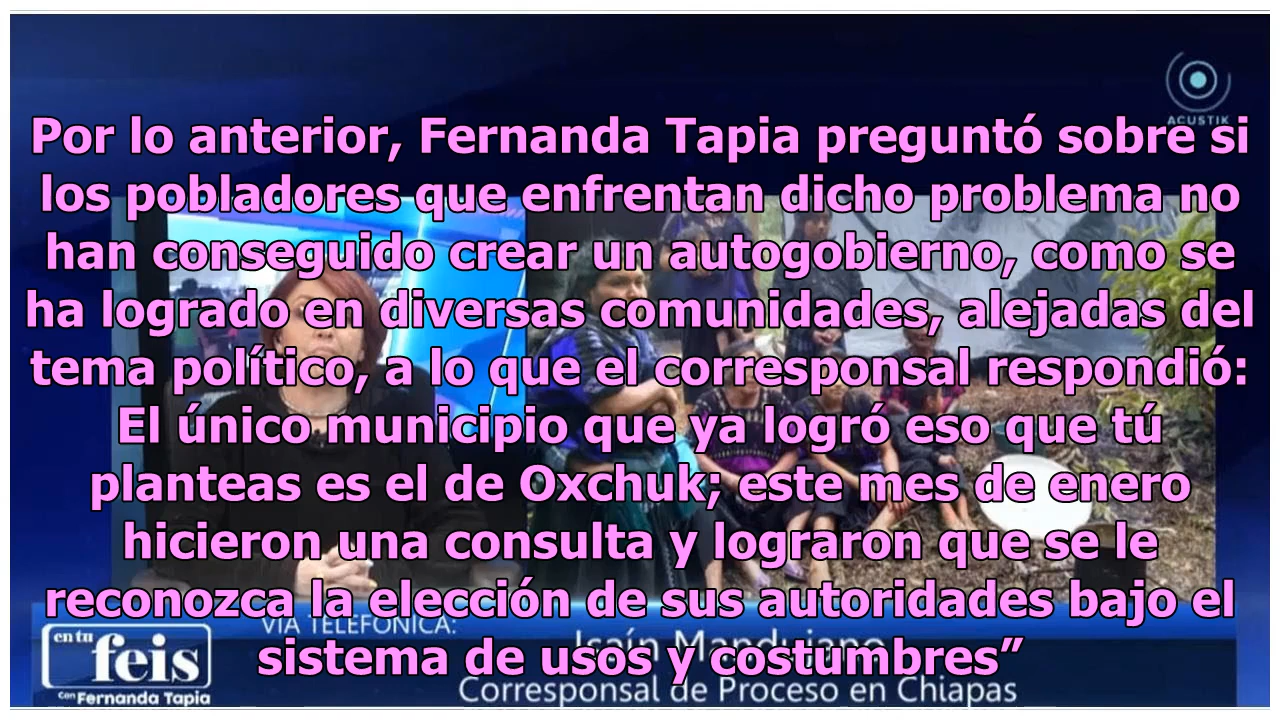 ACUSTIK
Por lo anterior, Fernanda Tapia preguntó sobre si
los pobladores que enfrentan dicho problema no
han conseguido crear un autogobierno, como se
ha logrado en diversas comunidades, alejadas del
tema político, a lo que el corresponsal respondió:
El único municipio que ya logró eso que tú
planteas es el de Oxchuk; este mes de enero
hicieron una consulta y lograron que se le
reconozca la elección de sus autoridades bajo el
sistema de usos y costumbres”
VÍA TELEFÓNICA:
Isaín Mandujano
Corresponsal de Proceso en Chiapas
en tu
feis
con Fernanda Tapia